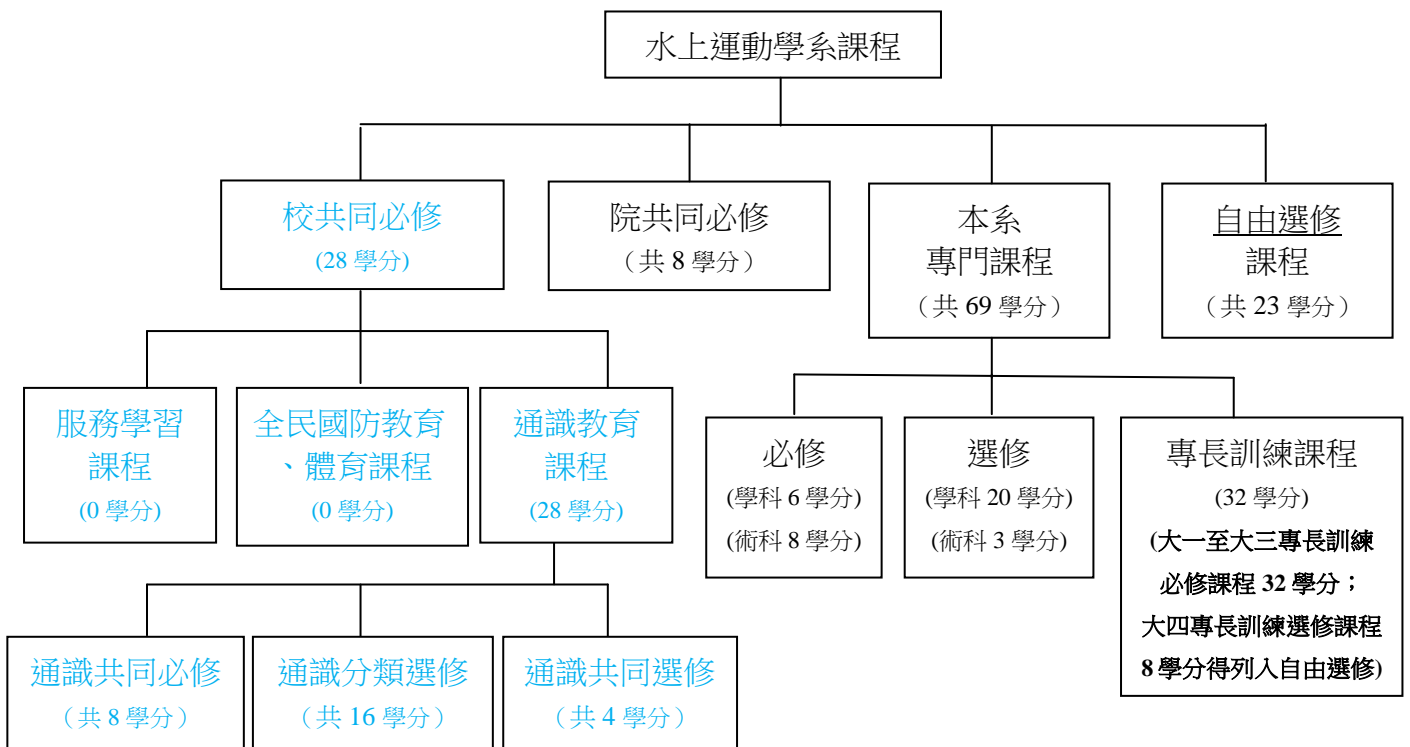 水上運動學系課程
校共同必修
(28 學分)
院共同必修
（共 8 學分）
本系
專門課程
（共 69 學分）
自由選修
課程
（共 23 學分）
服務學習
課程
(0 學分)
全民國防教育
、體育課程
(0 學分)
通識教育
課程
(28 學分)
必修
(學科 6 學分)
(術科 8 學分)
選修
(學科 20 學分)
(術科 3 學分)
專長訓練課程
(32 學分)
(大一至大三專長訓練
必修課程 32 學分；
大四專長訓練選修課程
8 學分得列入自由選修)
通識共同必修
（共 8 學分）
通識分類選修
（共 16 學分）
通識共同選修
（共 4 學分）